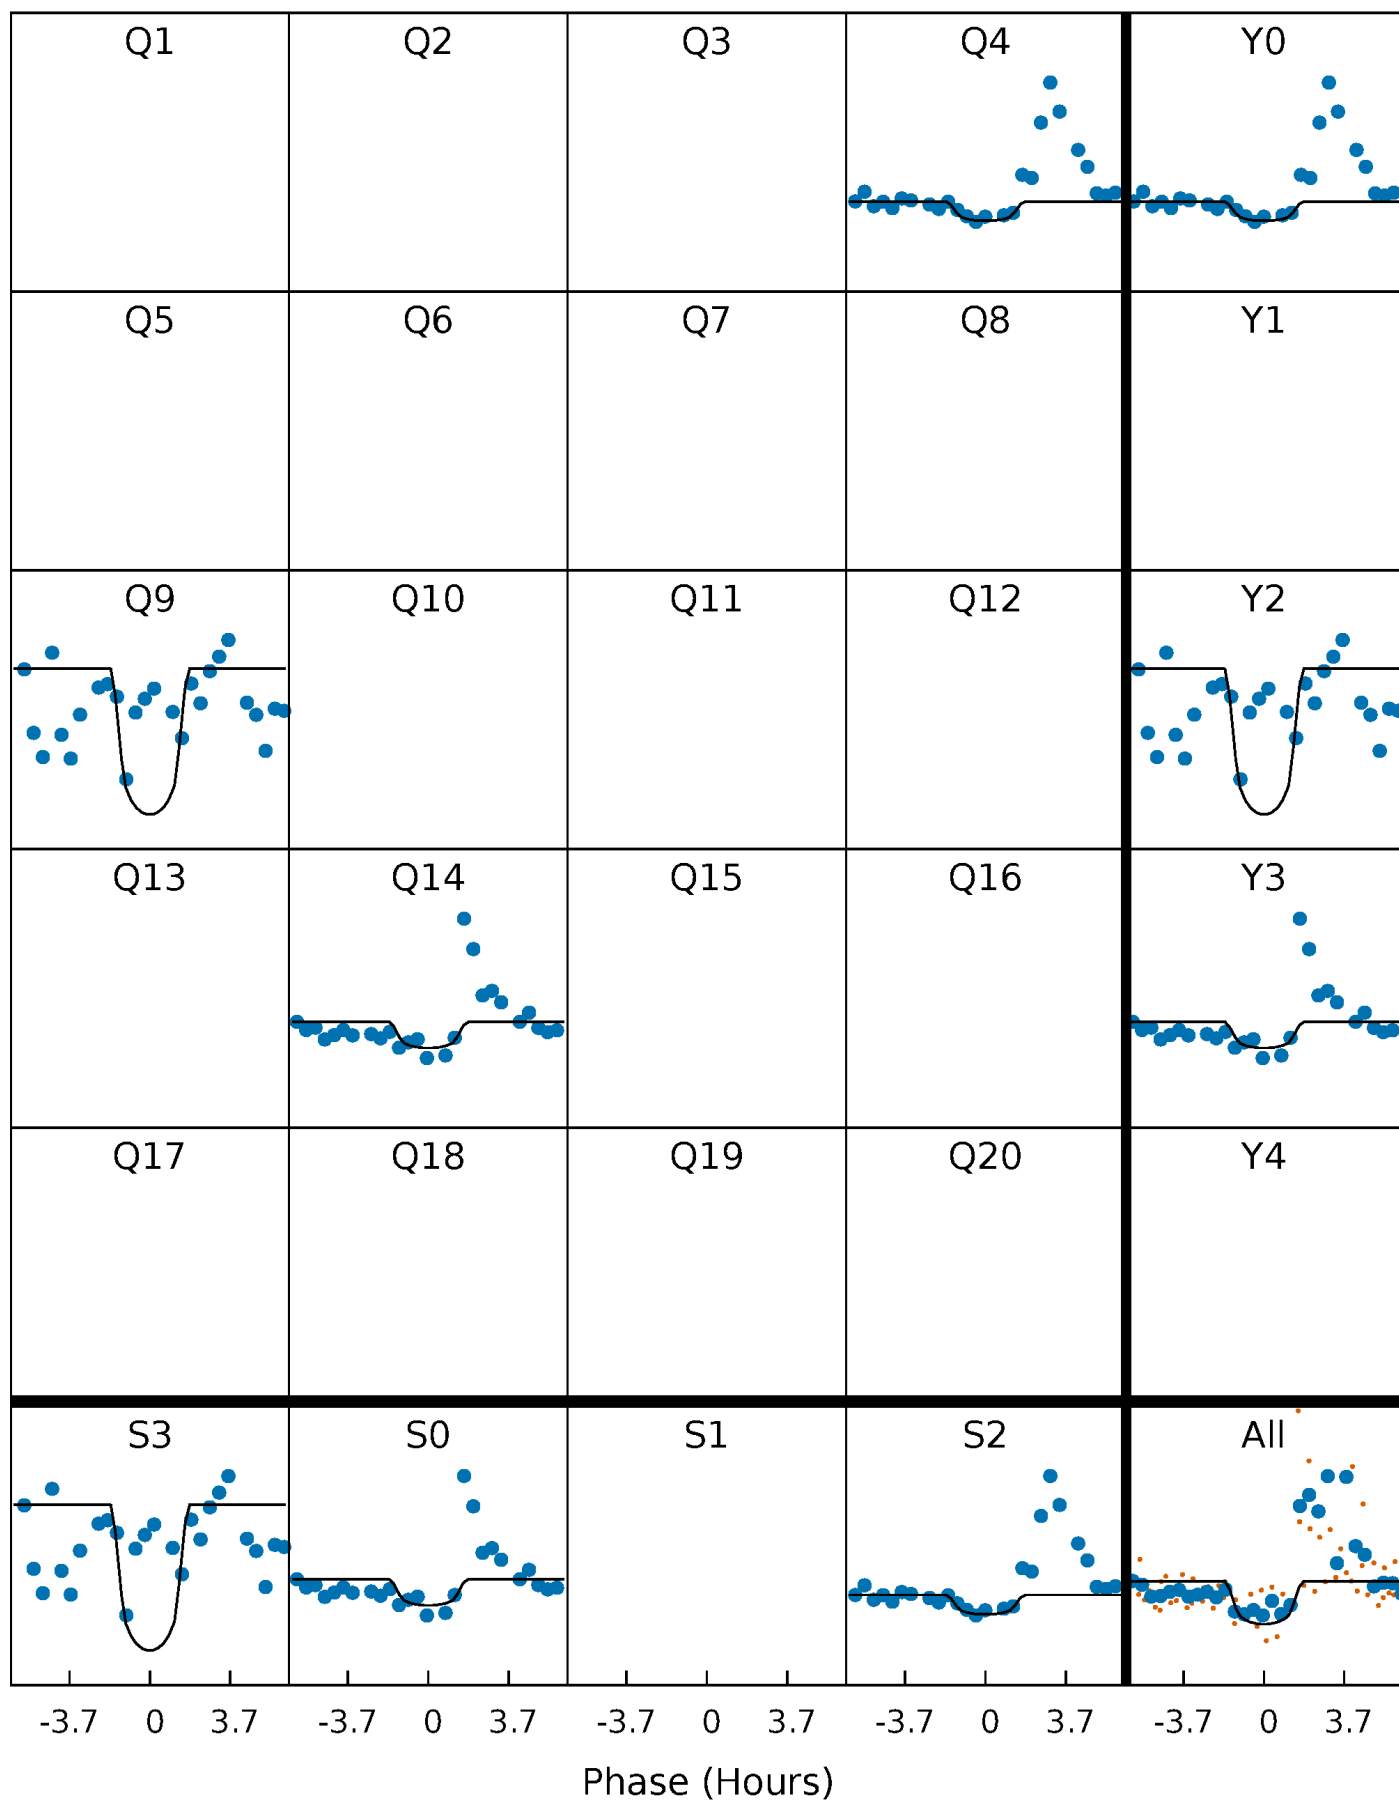 Q1 Q2 Q3 Q4 Y0
Q5 Q6 Q7 Q8 Y1
Q9 Q10 Q11 Q12 Y2
Q13 Q14 Q15 Q16 Y3
Q17 Q18 Q19 Q20 Y4
S3 S0 S1 S2 All
-3.7 0 3.7 -3.7 0 3.7 -3.7 0 3.7 -3.7 0 3.7 -3.7 0 3.7
Phase (Hours)